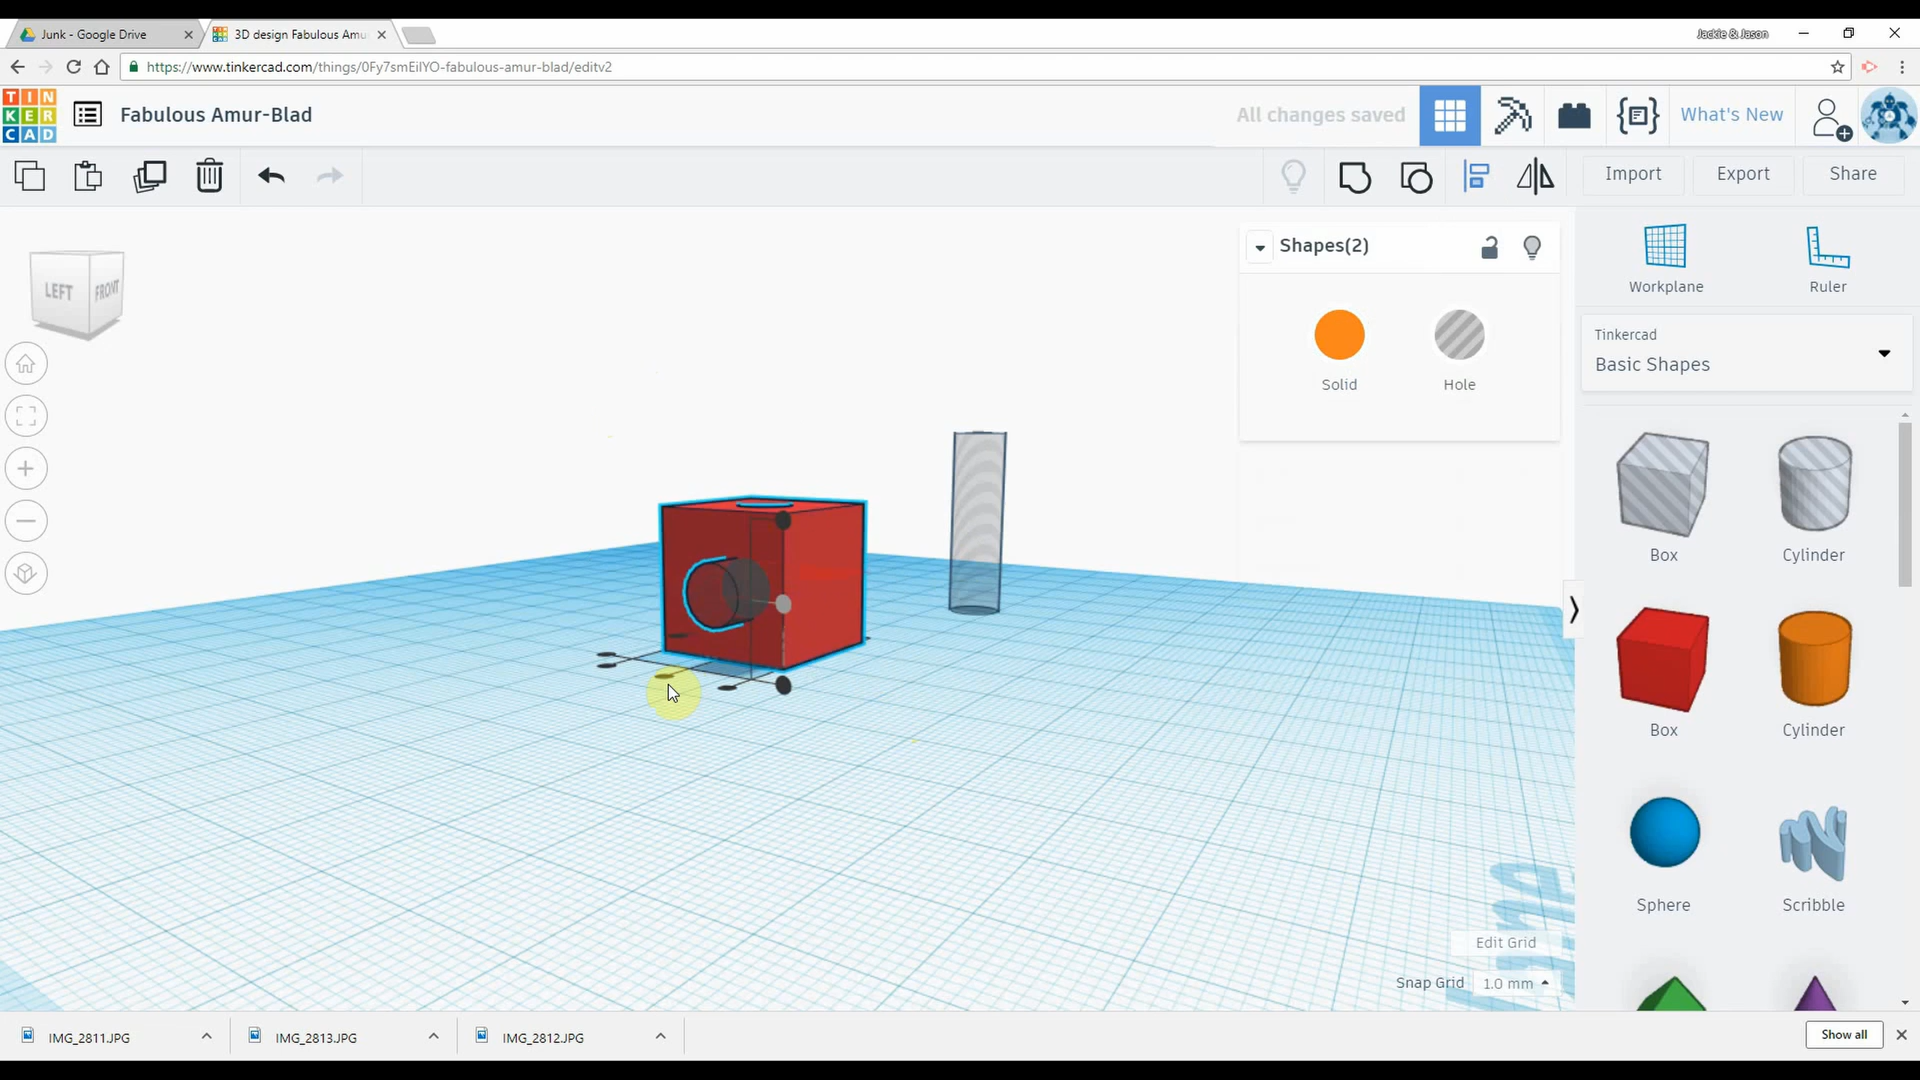 Junk - Google Drive
3D design Fabulous Amu
Jackie & Jason
https://www.tinkercad.com/things/0Fy7smEilYO-fabulous-amur-blad/editv2
TIN
KER
CAD
Fabulous Amur-Blad
All changes saved
What's New
Import
Export
Share
LEFT
FRONT
Shapes(2)
Solid
Hole
Workplane
Ruler
Tinkercad
Basic Shapes
Box
Cylinder
Box
Cylinder
Sphere
Scribble
Edit Grid
Snap Grid 1.0 mm
IMG_2811.JPG
IMG_2813.JPG
IMG_2812.JPG
Show all